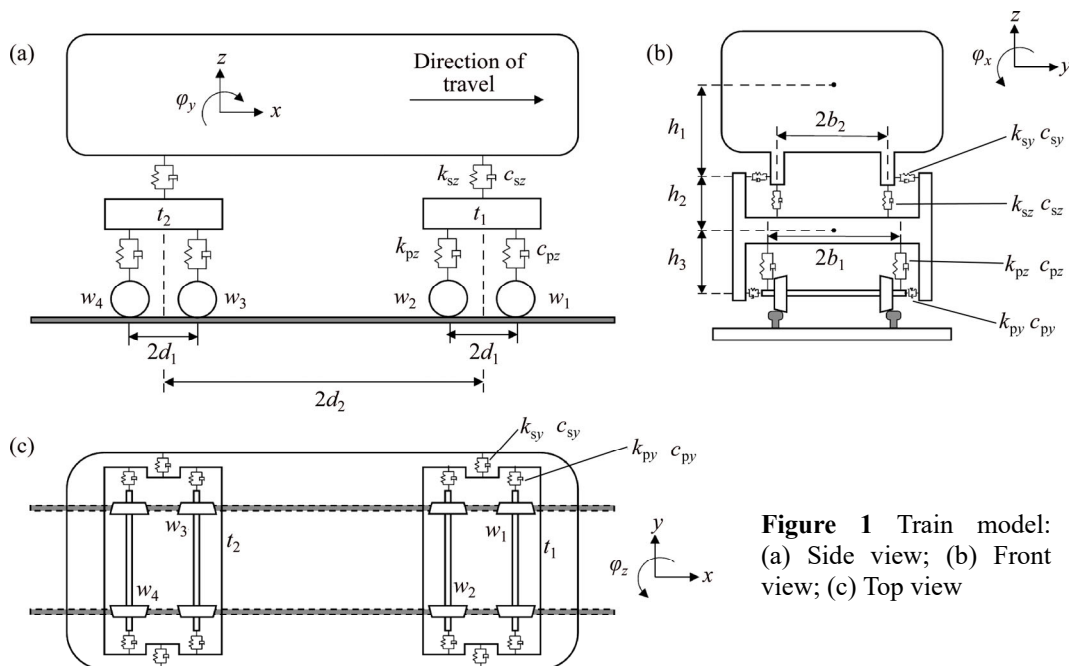 (a)
z
x
φy
Direction of
travel
ksz csz
t2
t1
kpz
cpz
w4
w3
w2
w1
2d1
2d1
2d2
(b)
z
y
φx
h1
2b2
ksy csy
h2
ksz csz
h3
2b1
kpz cpz
kpy cpy
(c)
ksy csy
kpy cpy
w3
t2
w1
t1
w4
w2
y
x
φz
Figure 1 Train model:
(a) Side view; (b) Front
view; (c) Top view